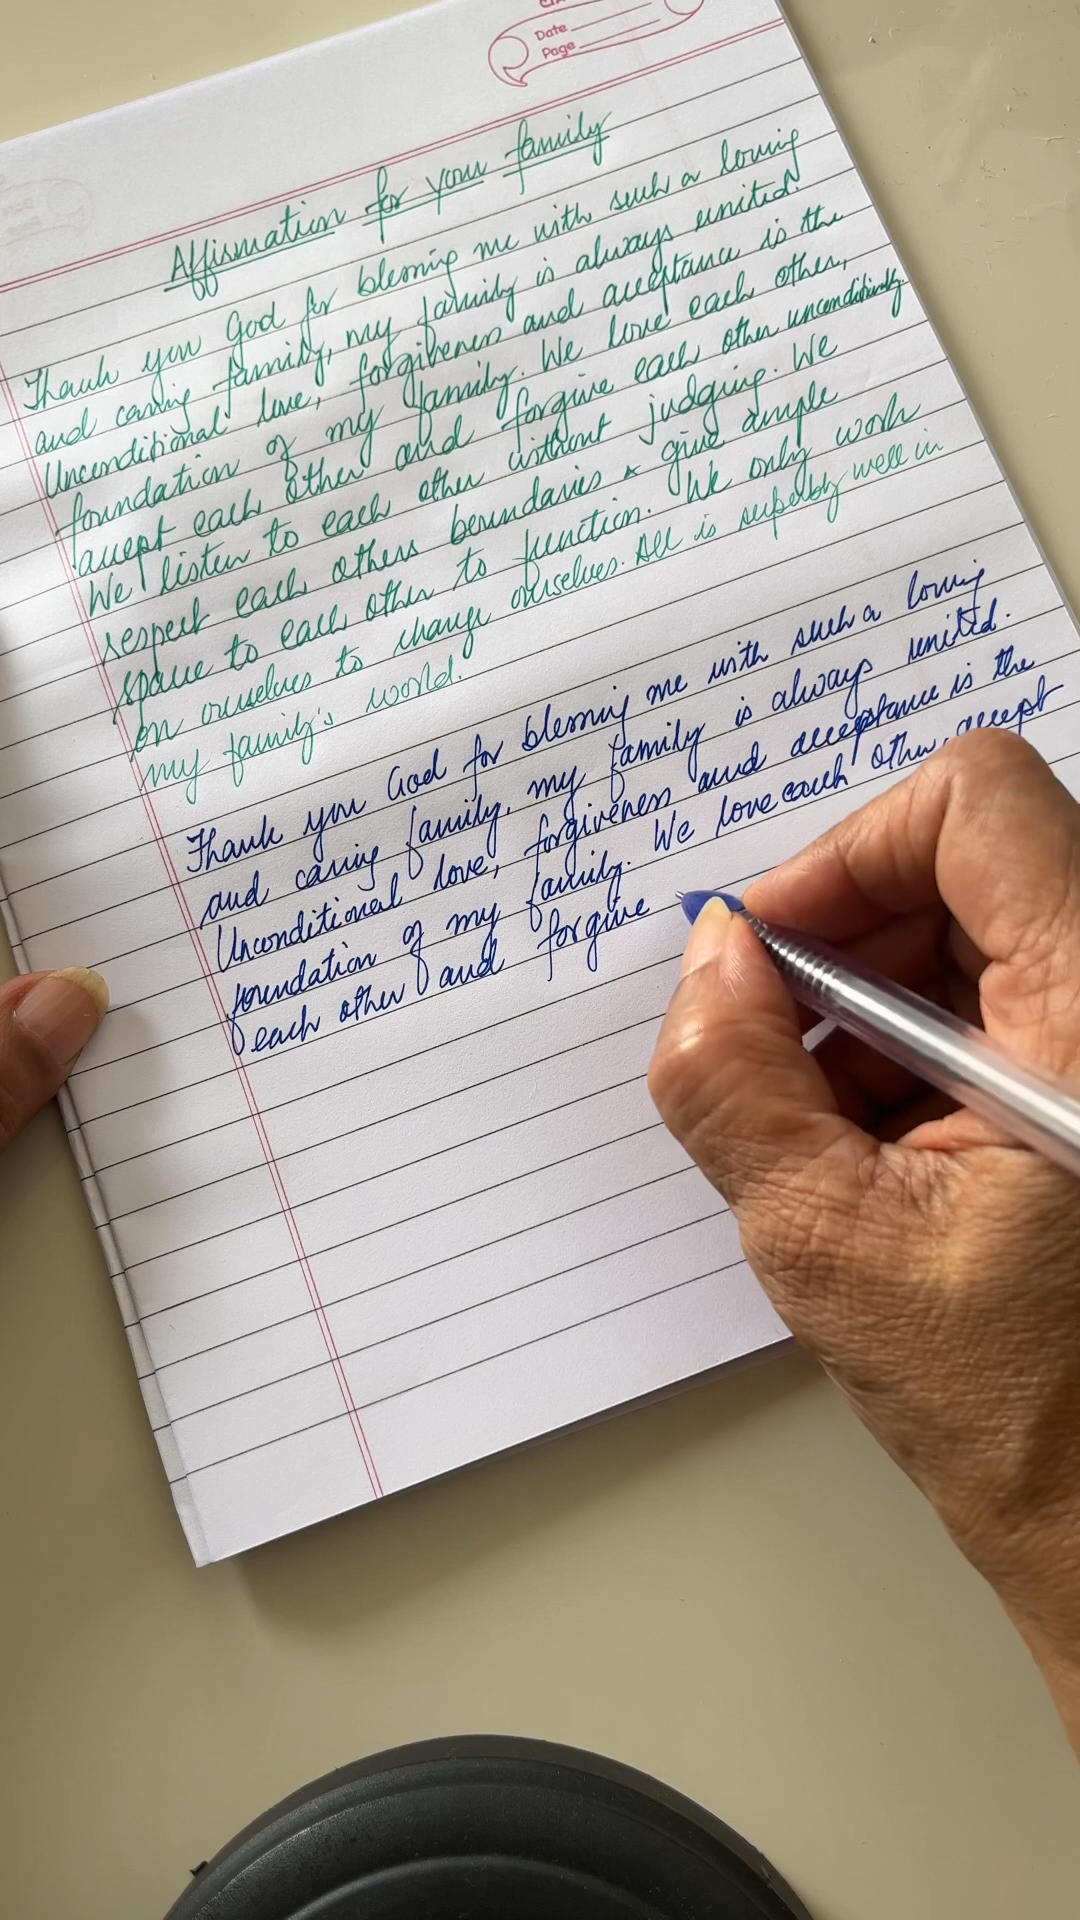 Date
Page
Affirmation for your family
Thank you God for blessing me with such a loving
and caring family, my family is always united.
Unconditional love, forgiveness and acceptance is the
foundation of my family. We love each other,
accept each other and forgive each other unconditionally.
We listen to each other without judging. We
respect each others boundaries & give ample
space to each other to function. We only work
on ourselves to change ourselves. All is superbly well in
my family's world.
Thank you God for blessing me with such a loving
and caring family, my family is always united.
Unconditional love, forgiveness and acceptance is the
foundation of my family. We love each other, accept
each other and forgive